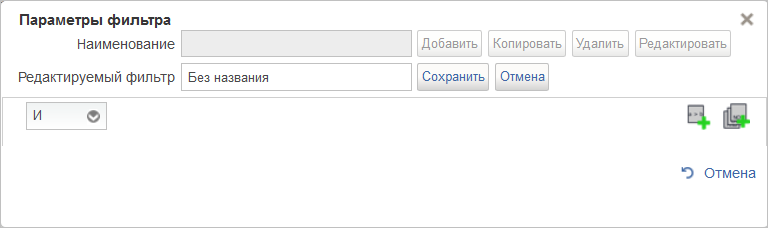 Параметры фильтра
Наименование Добавить Копировать Удалить Редактировать
Редактируемый фильтр Без названия Сохранить Отмена
И
Отмена